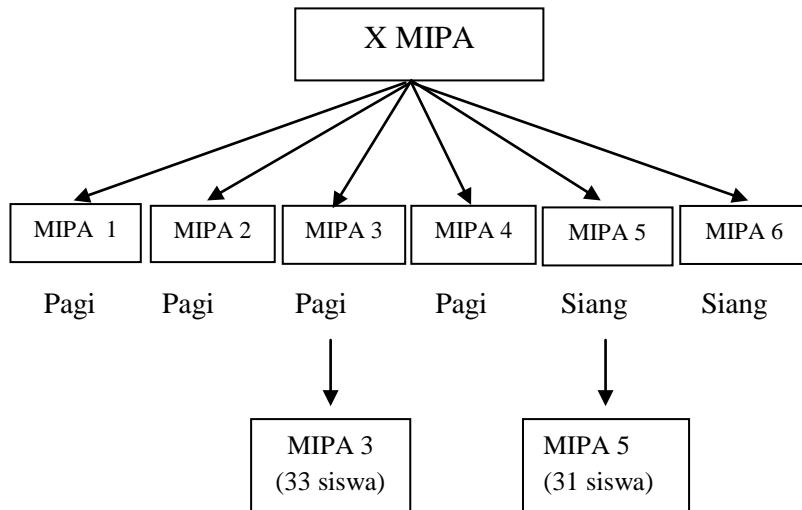 X MIPA
MIPA 1 MIPA 2 MIPA 3 MIPA 4 MIPA 5 MIPA 6
Pagi Pagi Pagi Pagi Siang Siang
MIPA 3 MIPA 5
(33 siswa) (31 siswa)